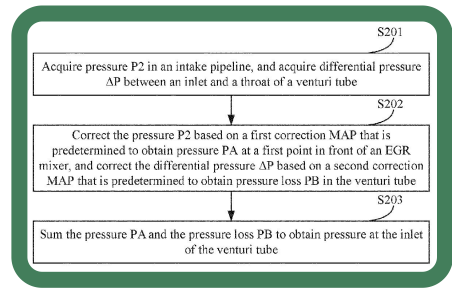 S201
Acquire pressure P2 in an intake pipeline, and acquire differential pressure
ΔP between an inlet and a throat of a venturi tube
S202
Correct the pressure P2 based on a first correction MAP that is
predetermined to obtain pressure PA at a first point in front of an EGR
mixer, and correct the differential pressure ΔP based on a second correction
MAP that is predetermined to obtain pressure loss PB in the venturi tube
S203
Sum the pressure PA and the pressure loss PB to obtain pressure at the inlet
of the venturi tube